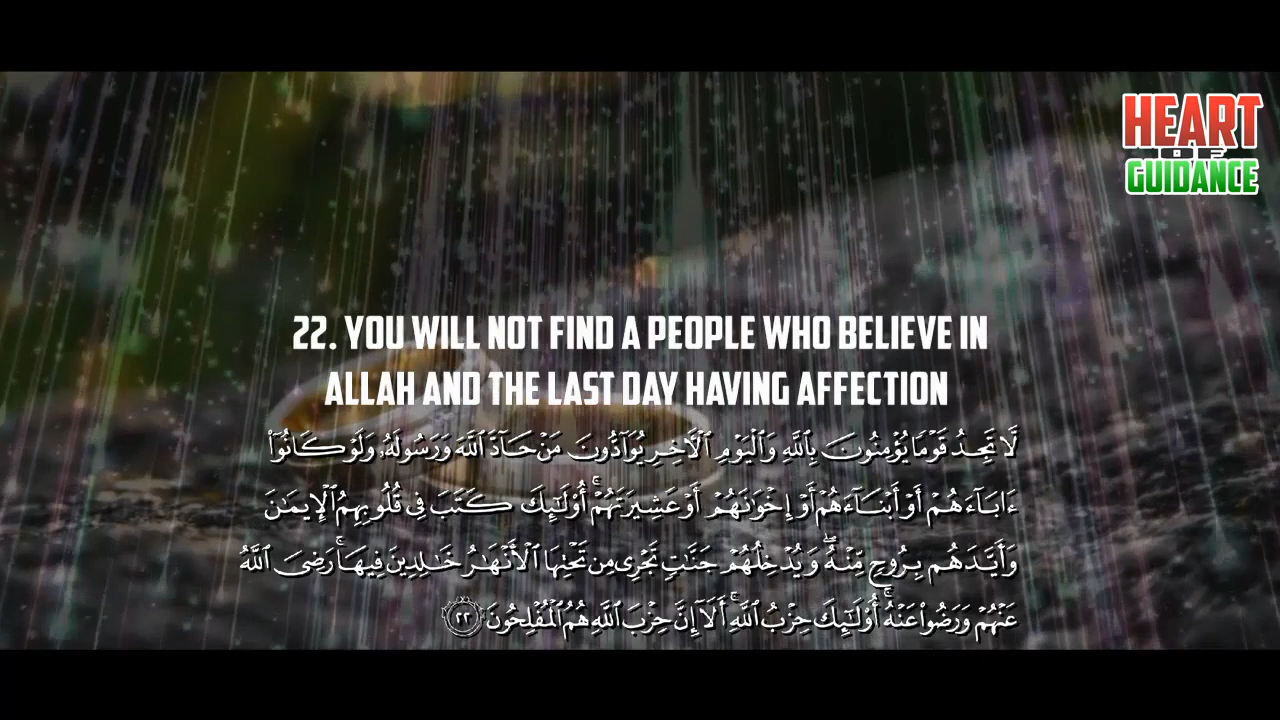 HEART
OF
GUIDANCE
22. YOU WILL NOT FIND A PEOPLE WHO BELIEVE IN
ALLAH AND THE LAST DAY HAVING AFFECTION
لَّا تَجِدُ قَوْمًا يُؤْمِنُونَ بِٱللَّهِ وَٱلْيَوْمِ ٱلْءَاخِرِ يُوَآدُّونَ مَنْ حَآدَّ ٱللَّهَ وَرَسُولَهُۥ وَلَوْ كَانُوٓا۟
ءَابَآءَهُمْ أَوْ أَبْنَآءَهُمْ أَوْ إِخْوَٰنَهُمْ أَوْ عَشِيرَتَهُمْ ۚ أُو۟لَٰٓئِكَ كَتَبَ فِى قُلُوبِهِمُ ٱلْإِيمَٰنَ
وَأَيَّدَهُم بِرُوحٍ مِّنْهُ ۖ وَيُدْخِلُهُمْ جَنَّٰتٍ تَجْرِى مِن تَحْتِهَا ٱلْأَنْهَٰرُ خَٰلِدِينَ فِيهَا ۚ رَضِىَ ٱللَّهُ
عَنْهُمْ وَرَضُوا۟ عَنْهُ ۚ أُو۟لَٰٓئِكَ حِزْبُ ٱللَّهِ ۚ أَلَآ إِنَّ حِزْبَ ٱللَّهِ هُمُ ٱلْمُفْلِحُونَ ٢٢